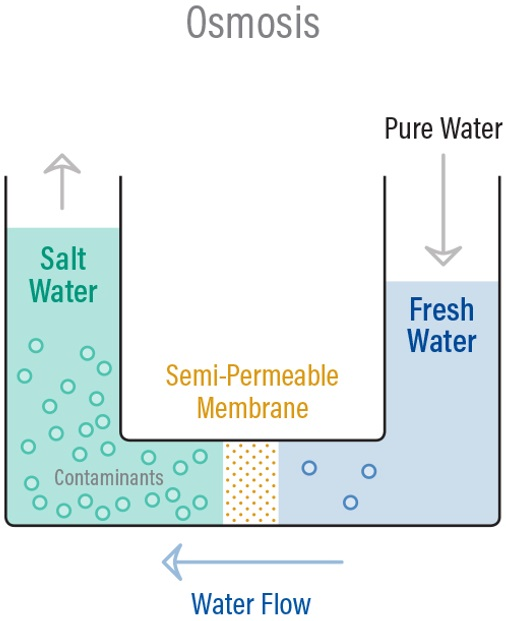 Osmosis
Pure Water
Salt
Water
Fresh
Water
Semi-Permeable
Membrane
Contaminants
Water Flow